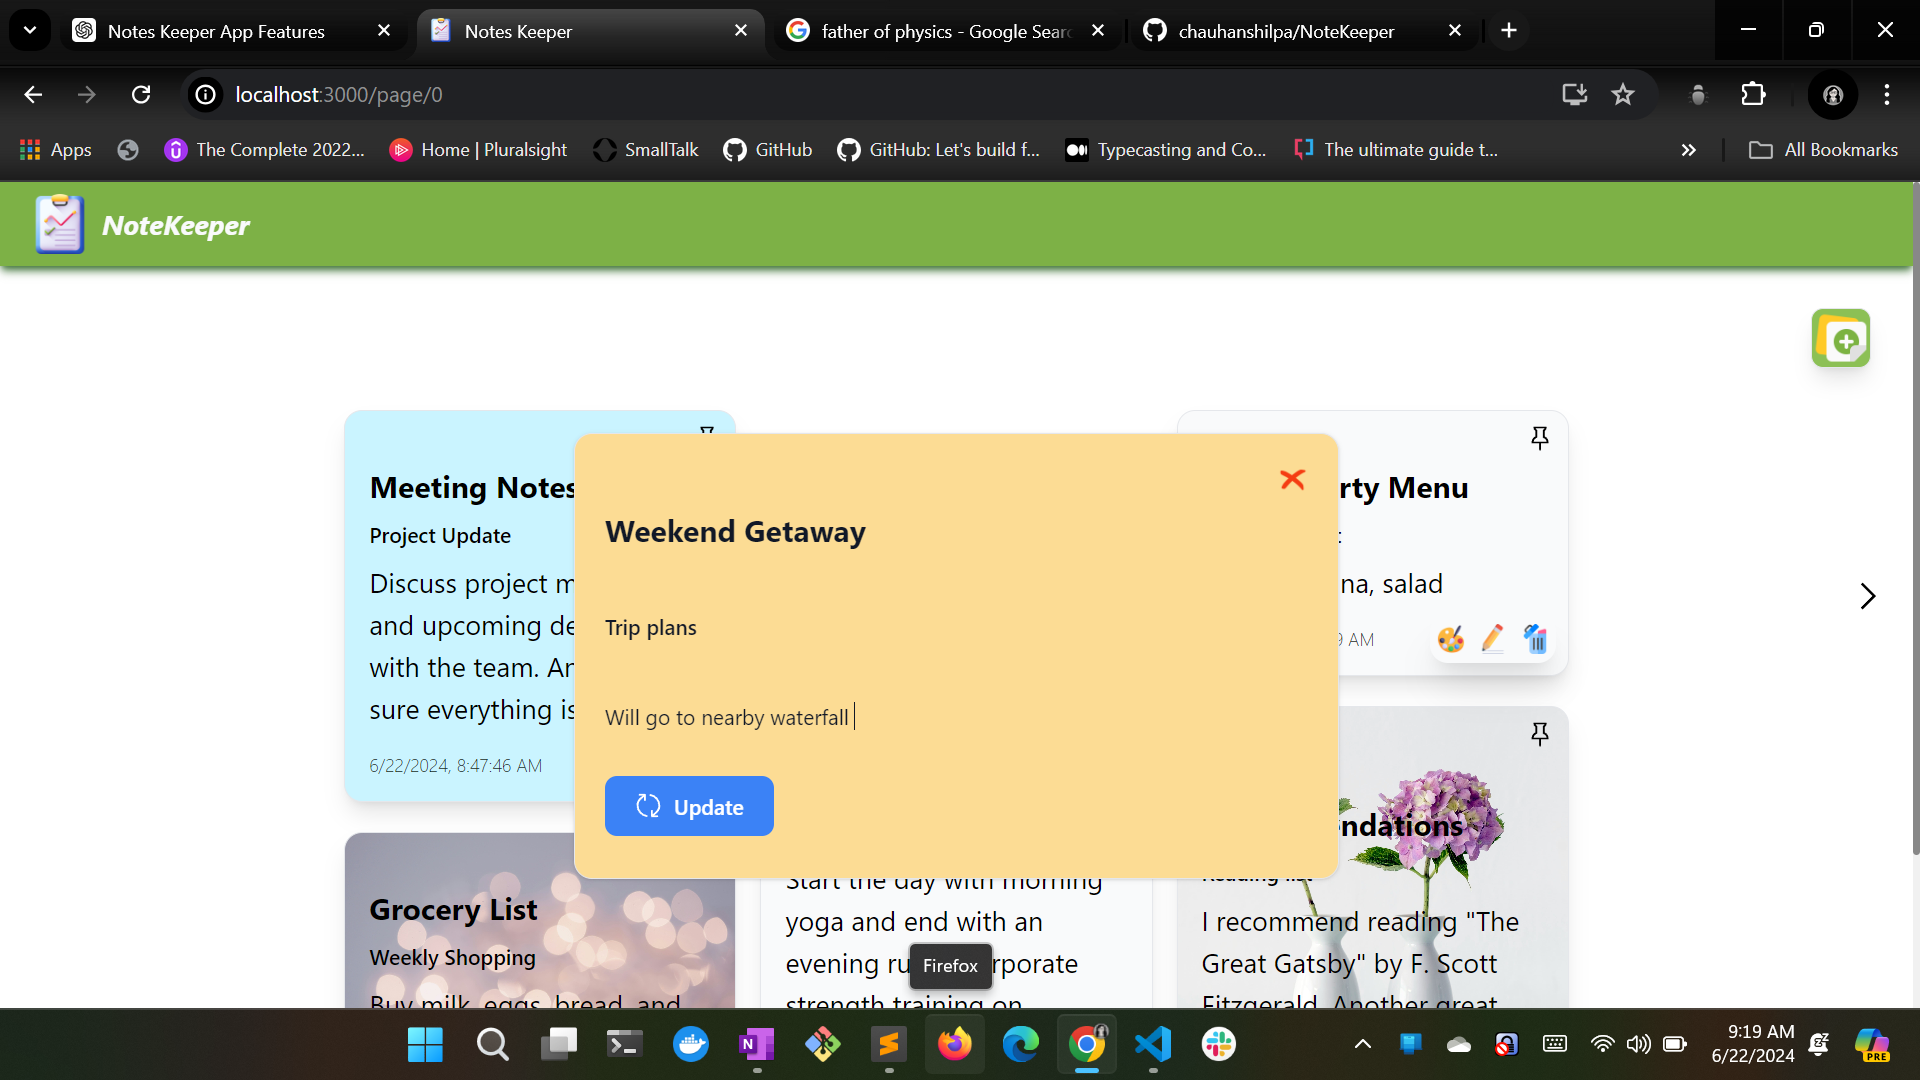 Notes Keeper App Features
Notes Keeper
father of physics - Google Sear
chauhanshilpa/NoteKeeper
localhost:3000/page/0
Apps
The Complete 2022...
Home | Pluralsight
SmallTalk
GitHub
GitHub: Let's build f...
Typecasting and Co...
The ultimate guide t...
All Bookmarks
NoteKeeper
Meeting Notes
Project Update
Discuss project m
and upcoming de
with the team. An
sure everything is
6/22/2024, 8:47:46 AM
Weekend Getaway
Trip plans
Will go to nearby waterfall
Update
rty Menu
na, salad
9 AM
Grocery List
Weekly Shopping
Buy milk, eggs, bread, and
Start the day with morning
yoga and end with an
evening ru
rporate
strength training on
Firefox
ndations
Reading list
I recommend reading "The
Great Gatsby" by F. Scott
Fitzgerald. Another great
9:19 AM
6/22/2024
PRE